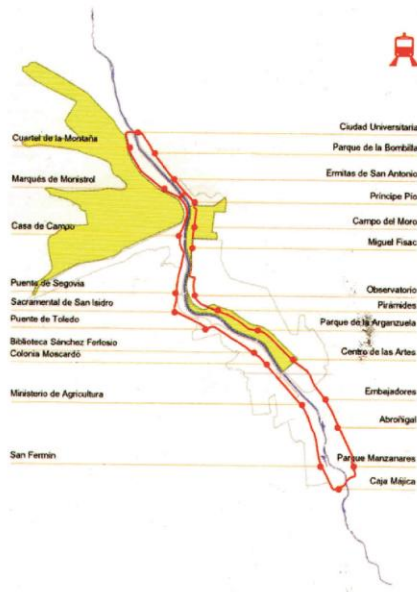 Ciudad Universitaria
Cuartel de la Montaña
Parque de la Bombilla
Ermitas de San Antonio
Marqués de Monistrol
Príncipe Pío
Campo del Moro
Casa de Campo
Miguel Fisac
Puente de Segovia
Observatorio
Sacramental de San Isidro
Pirámides
Puente de Toledo
Parque de la Arganzuela
Biblioteca Sánchez Ferlosio
Colonia Moscardó
Centro de las Artes
Ministerio de Agricultura
Embajadores
Abroñigal
San Fermín
Parque Manzanares
Caja Májica